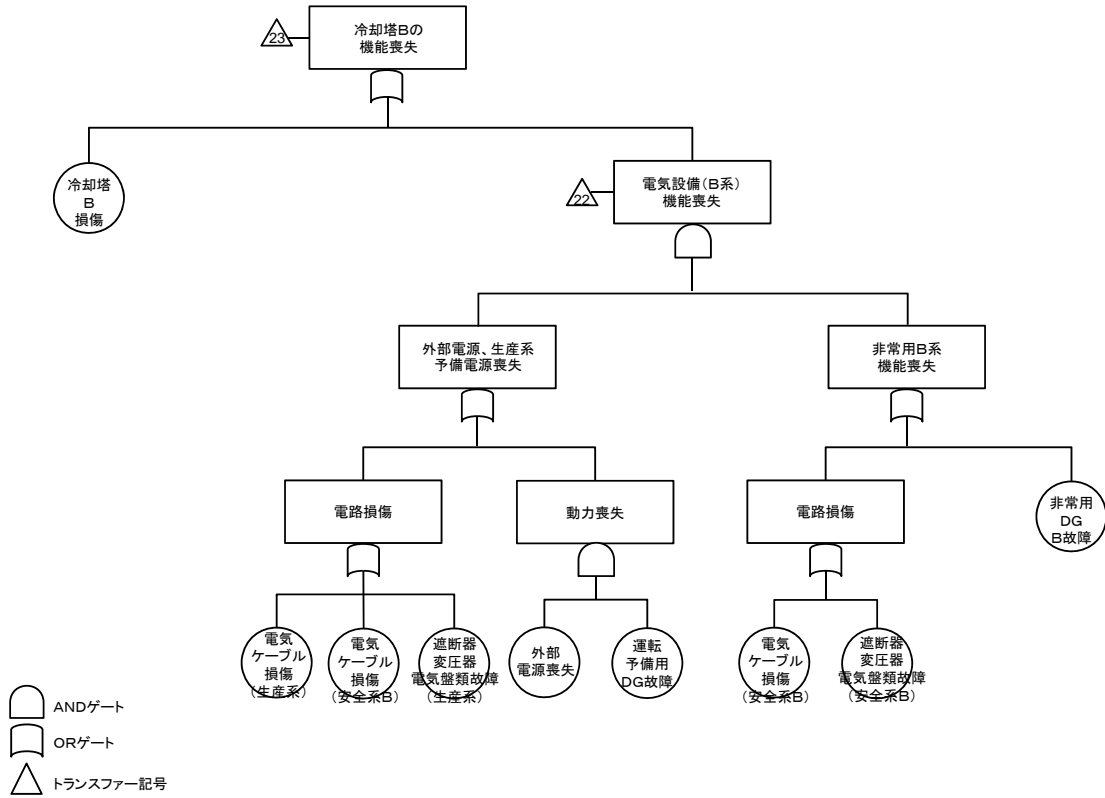 23
冷却塔Bの
機能喪失
冷却塔
B
損傷
22
電気設備(B系)
機能喪失
外部電源、生産系
予備電源喪失
非常用B系
機能喪失
電路損傷
動力喪失
電路損傷
非常用
DG
B故障
電気
ケーブル
損傷
(生産系)
電気
ケーブル
損傷
(安全系B)
遮断器
変圧器
電気盤類故障
(生産系)
外部
電源喪失
運転
予備用
DG故障
電気
ケーブル
損傷
(安全系B)
遮断器
変圧器
電気盤類故障
(安全系B)
ANDゲート
ORゲート
トランスファー記号